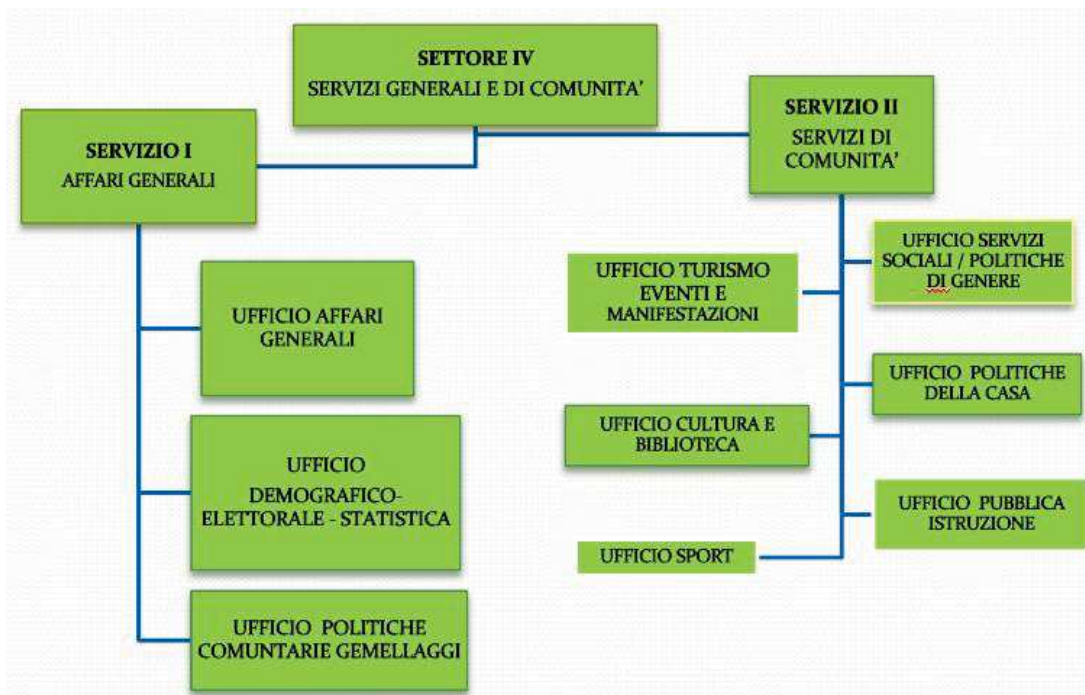 SETTORE IV
SERVIZI GENERALI E DI COMUNITA'
SERVIZIO I
AFFARI GENERALI
SERVIZIO II
SERVIZI DI
COMUNITA'
UFFICIO AFFARI
GENERALI
UFFICIO
DEMOGRAFICO-
ELETTORALE - STATISTICA
UFFICIO POLITICHE
COMUNTARIE GEMELLAGGI
UFFICIO TURISMO
EVENTI E
MANIFESTAZIONI
UFFICIO CULTURA E
BIBLIOTECA
UFFICIO SPORT
UFFICIO SERVIZI
SOCIALI / POLITICHE
DI GENERE
UFFICIO POLITICHE
DELLA CASA
UFFICIO PUBBLICA
ISTRUZIONE